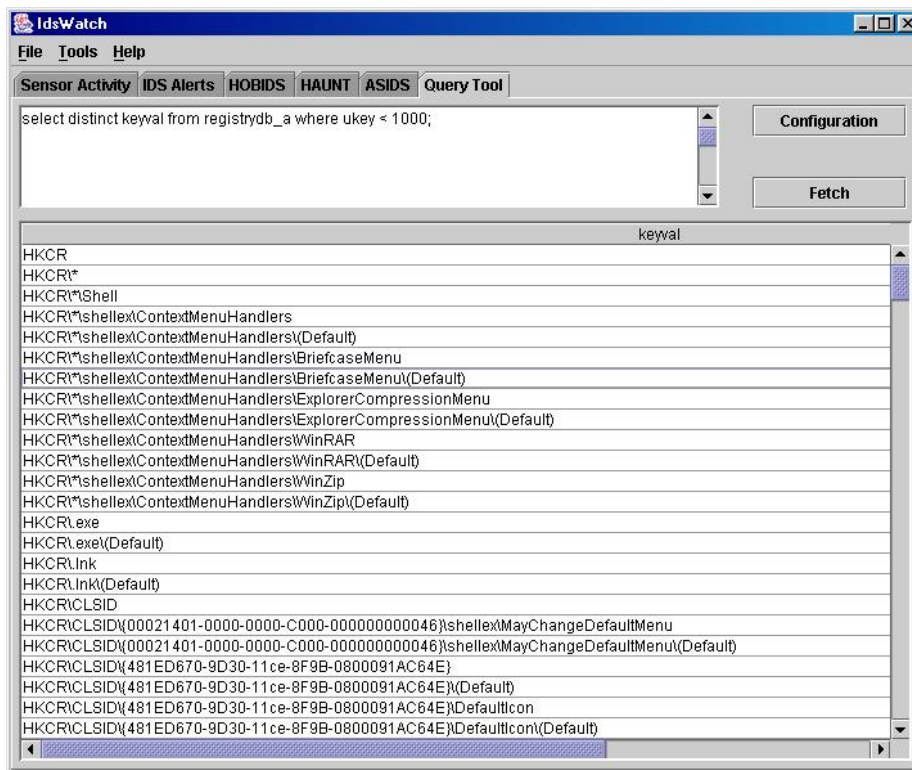 IdsWatch
File Tools Help
Sensor Activity IDS Alerts HOBIDS HAUNT ASIDS Query Tool
select distinct keyval from registrydb_a where ukey < 1000;
Configuration
Fetch
keyval
HKCR
HKCR\*
HKCR\*\Shell
HKCR\*\shellex\ContextMenuHandlers
HKCR\*\shellex\ContextMenuHandlers\(Default)
HKCR\*\shellex\ContextMenuHandlers\BriefcaseMenu
HKCR\*\shellex\ContextMenuHandlers\BriefcaseMenu\(Default)
HKCR\*\shellex\ContextMenuHandlers\ExplorerCompressionMenu
HKCR\*\shellex\ContextMenuHandlers\ExplorerCompressionMenu\(Default)
HKCR\*\shellex\ContextMenuHandlers\WinRAR
HKCR\*\shellex\ContextMenuHandlers\WinRAR\(Default)
HKCR\*\shellex\ContextMenuHandlers\WinZip
HKCR\*\shellex\ContextMenuHandlers\WinZip\(Default)
HKCR\.exe
HKCR\.exe\(Default)
HKCR\.lnk
HKCR\.lnk\(Default)
HKCR\CLSID
HKCR\CLSID\{00021401-0000-0000-C000-000000000046}\shellex\MayChangeDefaultMenu
HKCR\CLSID\{00021401-0000-0000-C000-000000000046}\shellex\MayChangeDefaultMenu\(Default)
HKCR\CLSID\{481ED670-9D30-11ce-8F9B-0800091AC64E}
HKCR\CLSID\{481ED670-9D30-11ce-8F9B-0800091AC64E}\(Default)
HKCR\CLSID\{481ED670-9D30-11ce-8F9B-0800091AC64E}\DefaultIcon
HKCR\CLSID\{481ED670-9D30-11ce-8F9B-0800091AC64E}\DefaultIcon\(Default)